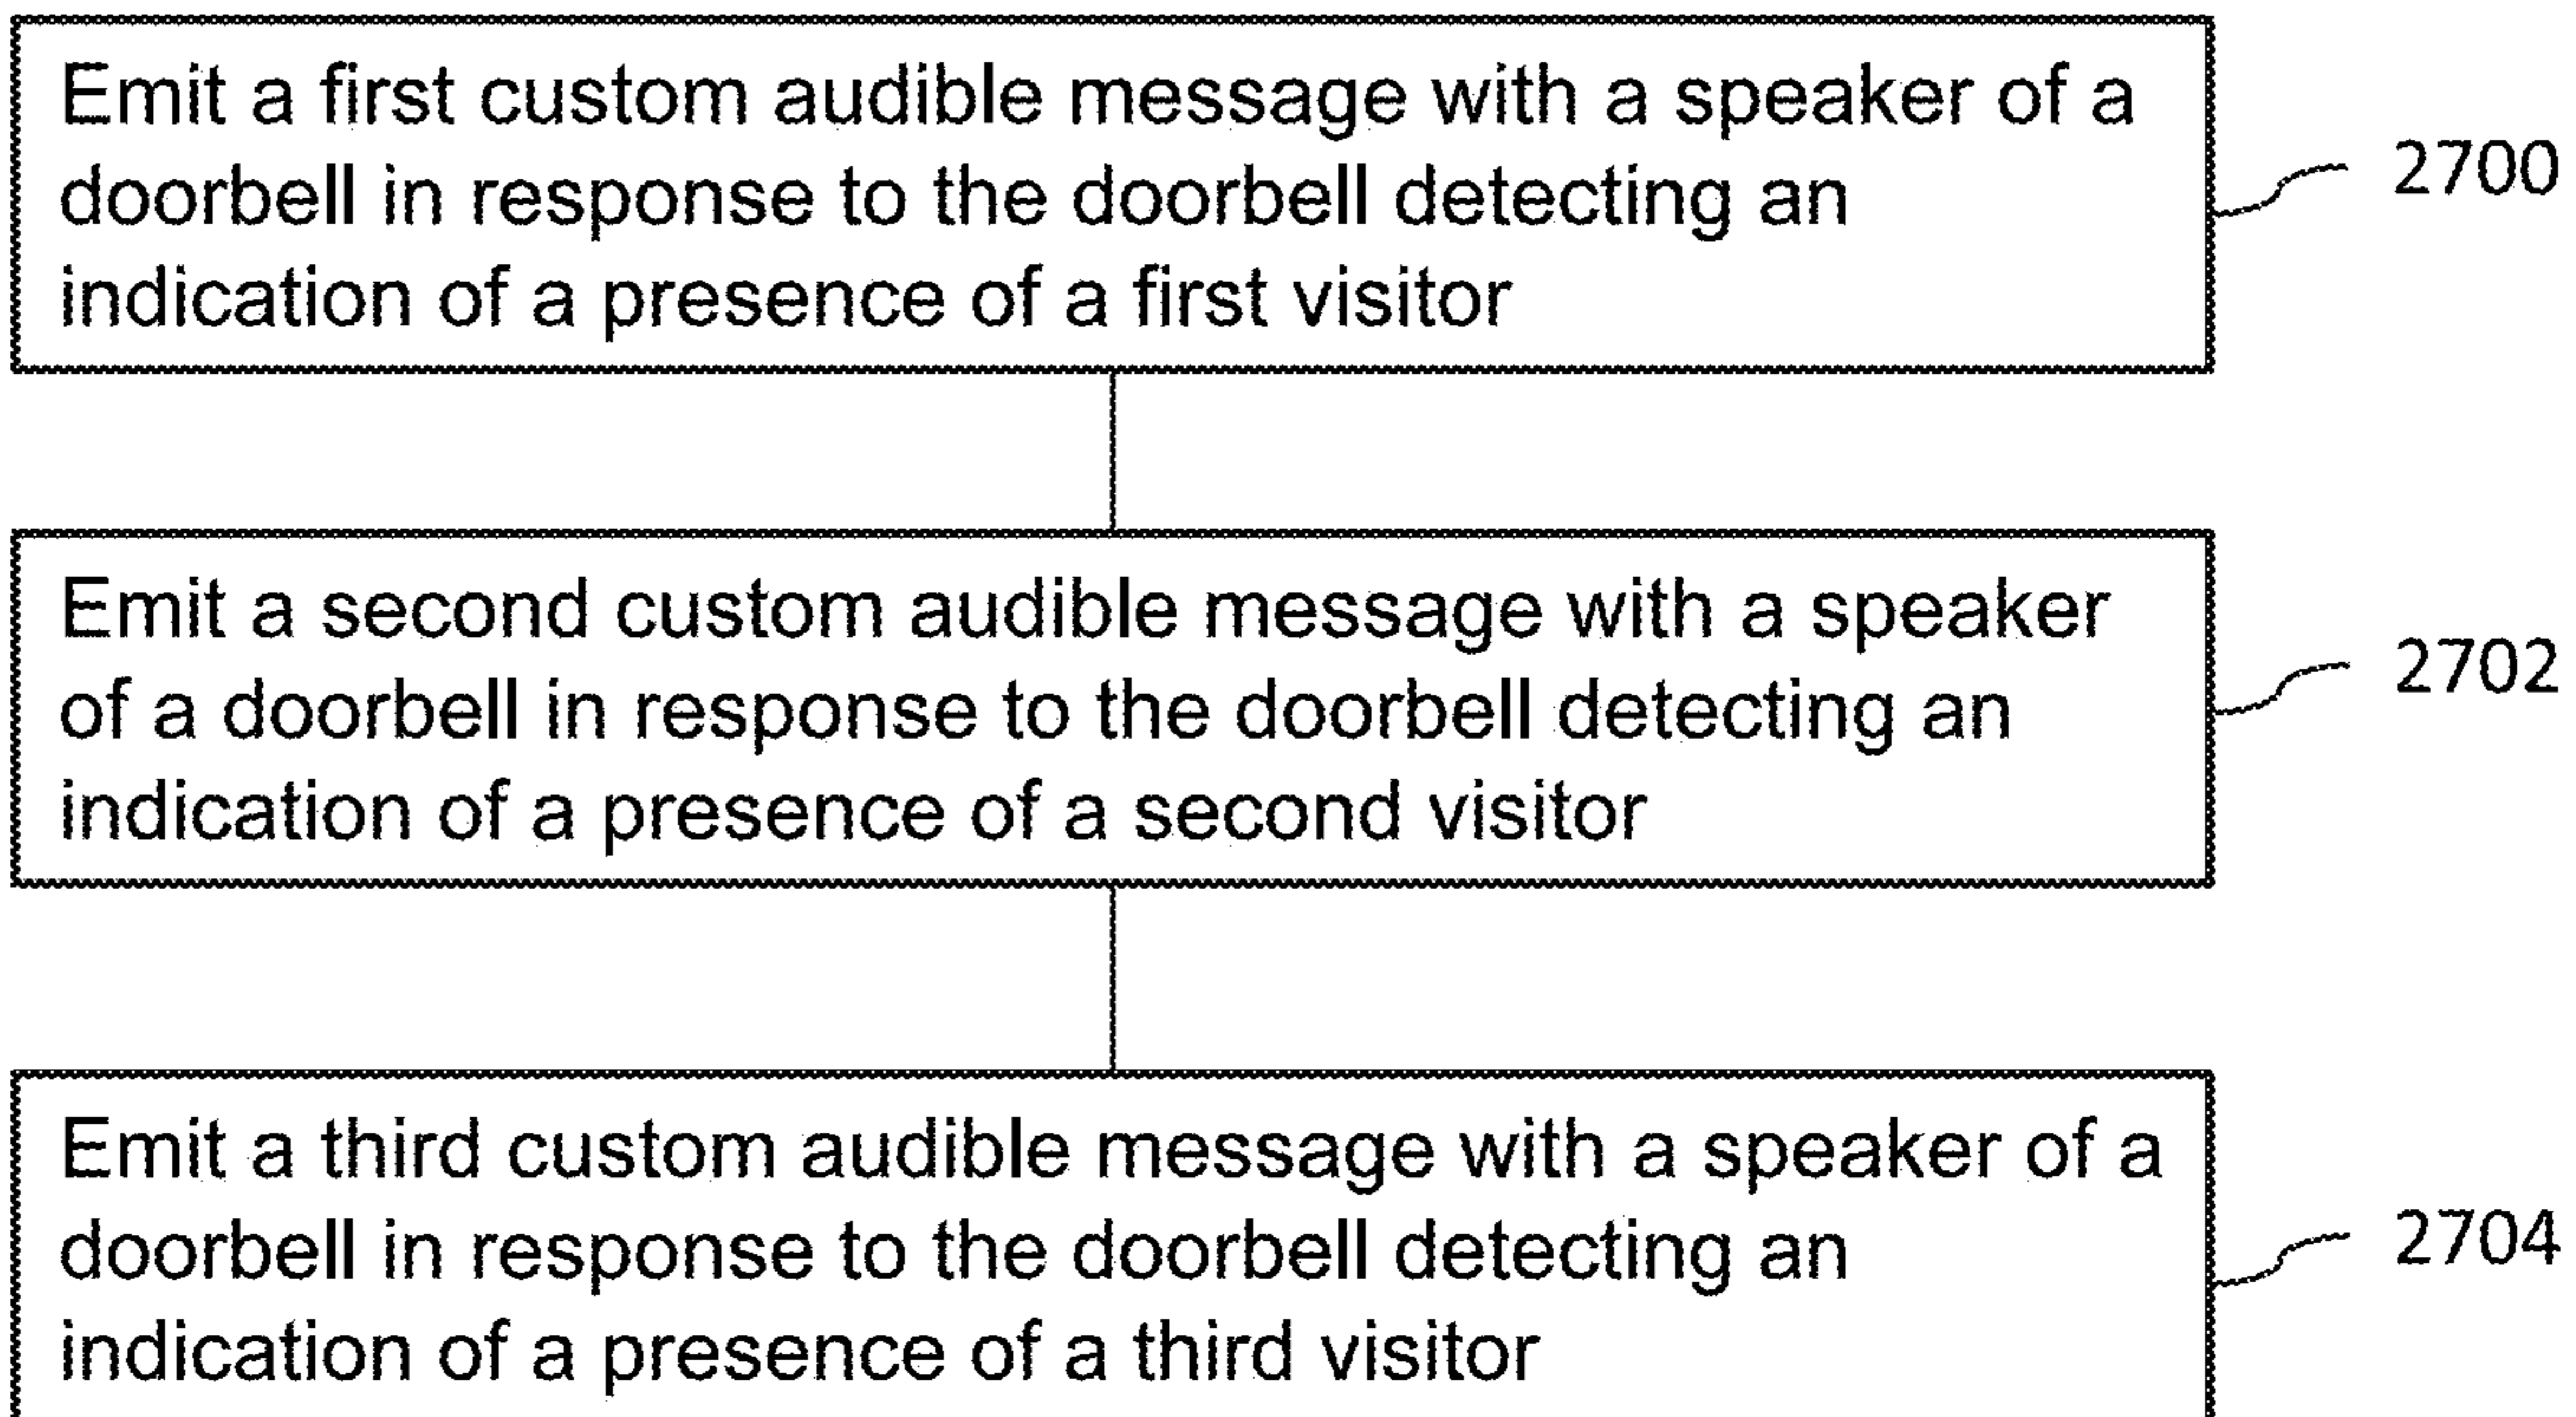 Emit a first custom audible message with a speaker of a
doorbell in response to the doorbell detecting an
indication of a presence of a first visitor
2700
Emit a second custom audible message with a speaker
of a doorbell in response to the doorbell detecting an
indication of a presence of a second visitor
2702
Emit a third custom audible message with a speaker of a
doorbell in response to the doorbell detecting an
indication of a presence of a third visitor
2704